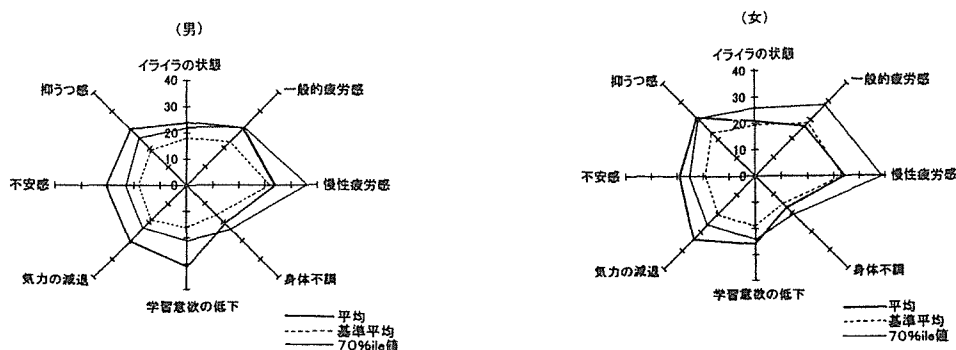 (男)
イライラの状態
40
30
20
10
0
一般的疲労感
慢性疲労感
身体不調
学習意欲の低下
気力の減退
不安感
抑うつ感
平均
基準平均
70%ile値
(女)
イライラの状態
40
30
20
10
0
一般的疲労感
慢性疲労感
身体不調
学習意欲の低下
気力の減退
不安感
抑うつ感
平均
基準平均
70%ile値